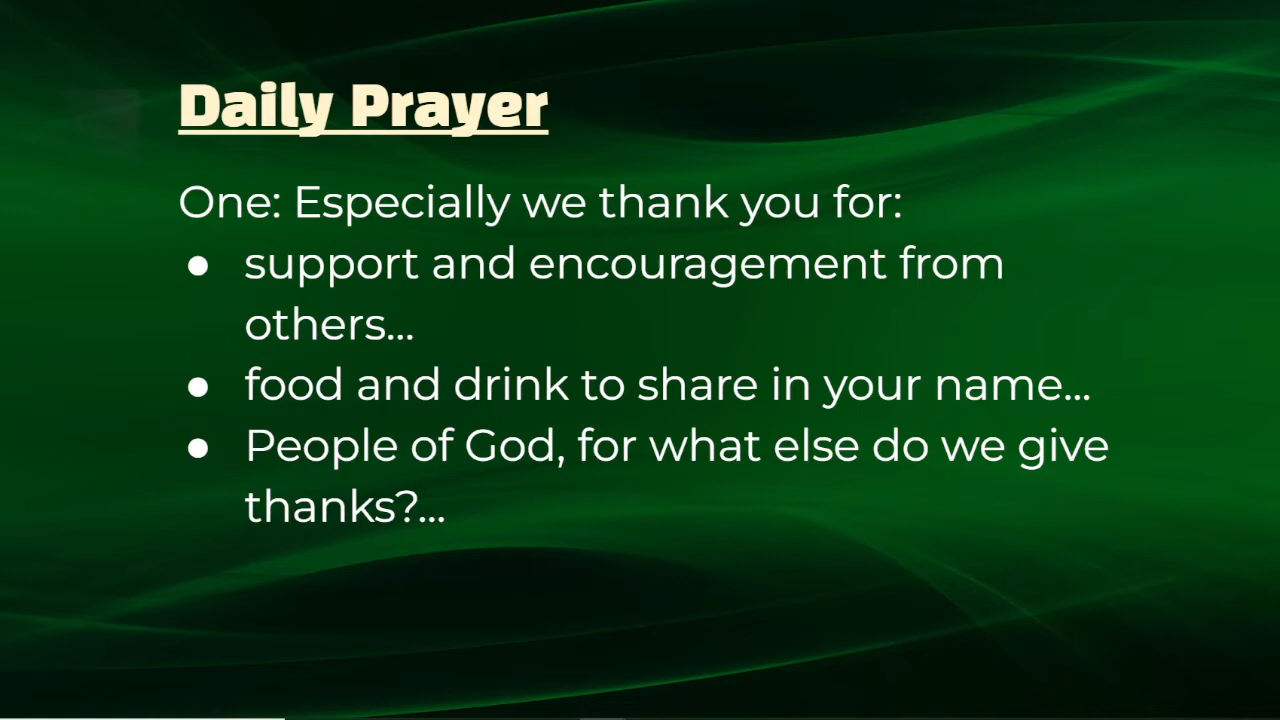 Daily Prayer
One: Especially we thank you for:
● support and encouragement from
others...
● food and drink to share in your name...
● People of God, for what else do we give
thanks?...